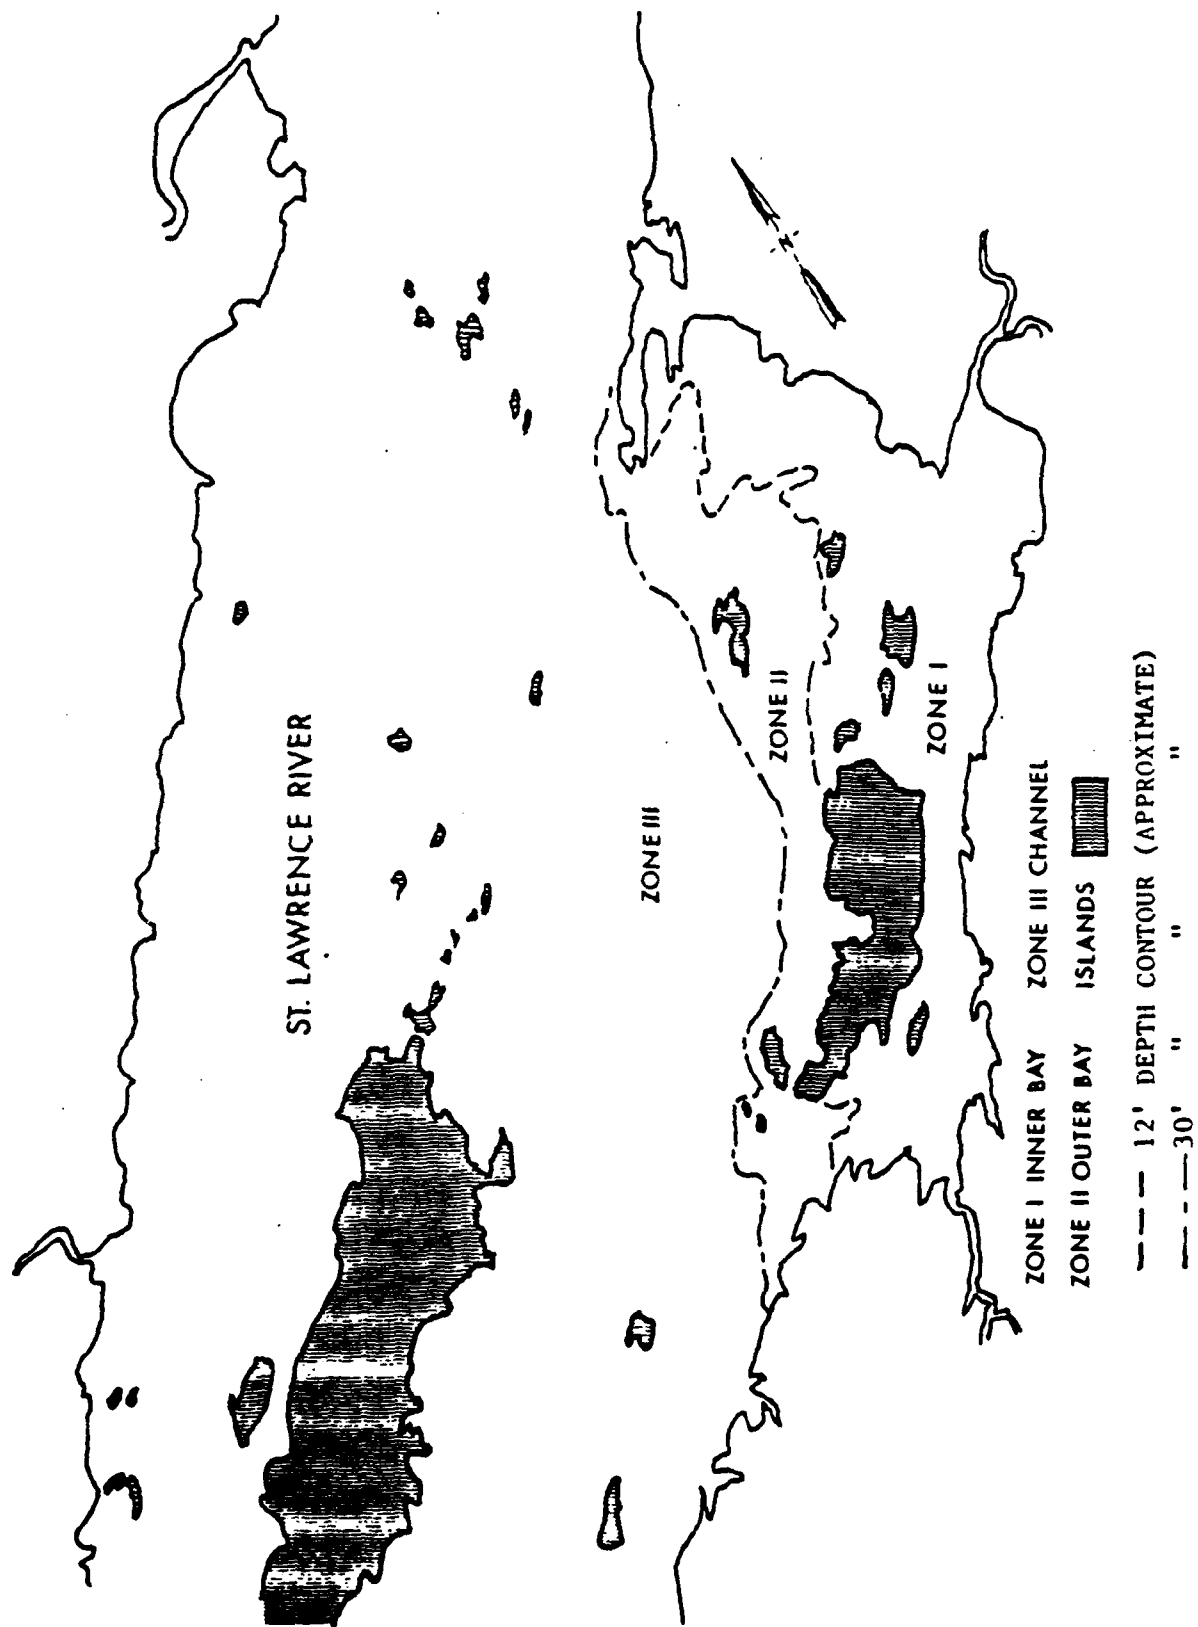 ST. LAWRENCE RIVER
ZONE III
ZONE II
ZONE I
ZONE I INNER BAY ZONE III CHANNEL
ZONE II OUTER BAY ISLANDS
12' DEPTH CONTOUR (APPROXIMATE)
30' " " "